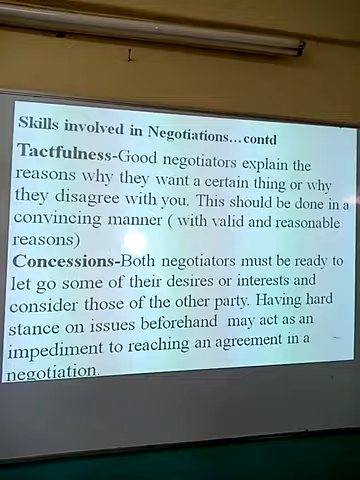 Skills involved in Negotiations...contd
Tactfulness-Good negotiators explain the
reasons why they want a certain thing or why
they disagree with you. This should be done in a
convincing manner ( with valid and reasonable
reasons)
Concessions-Both negotiators must be ready to
let go some of their desires or interests and
consider those of the other party. Having hard
stance on issues beforehand may act as an
impediment to reaching an agreement in a
negotiation.